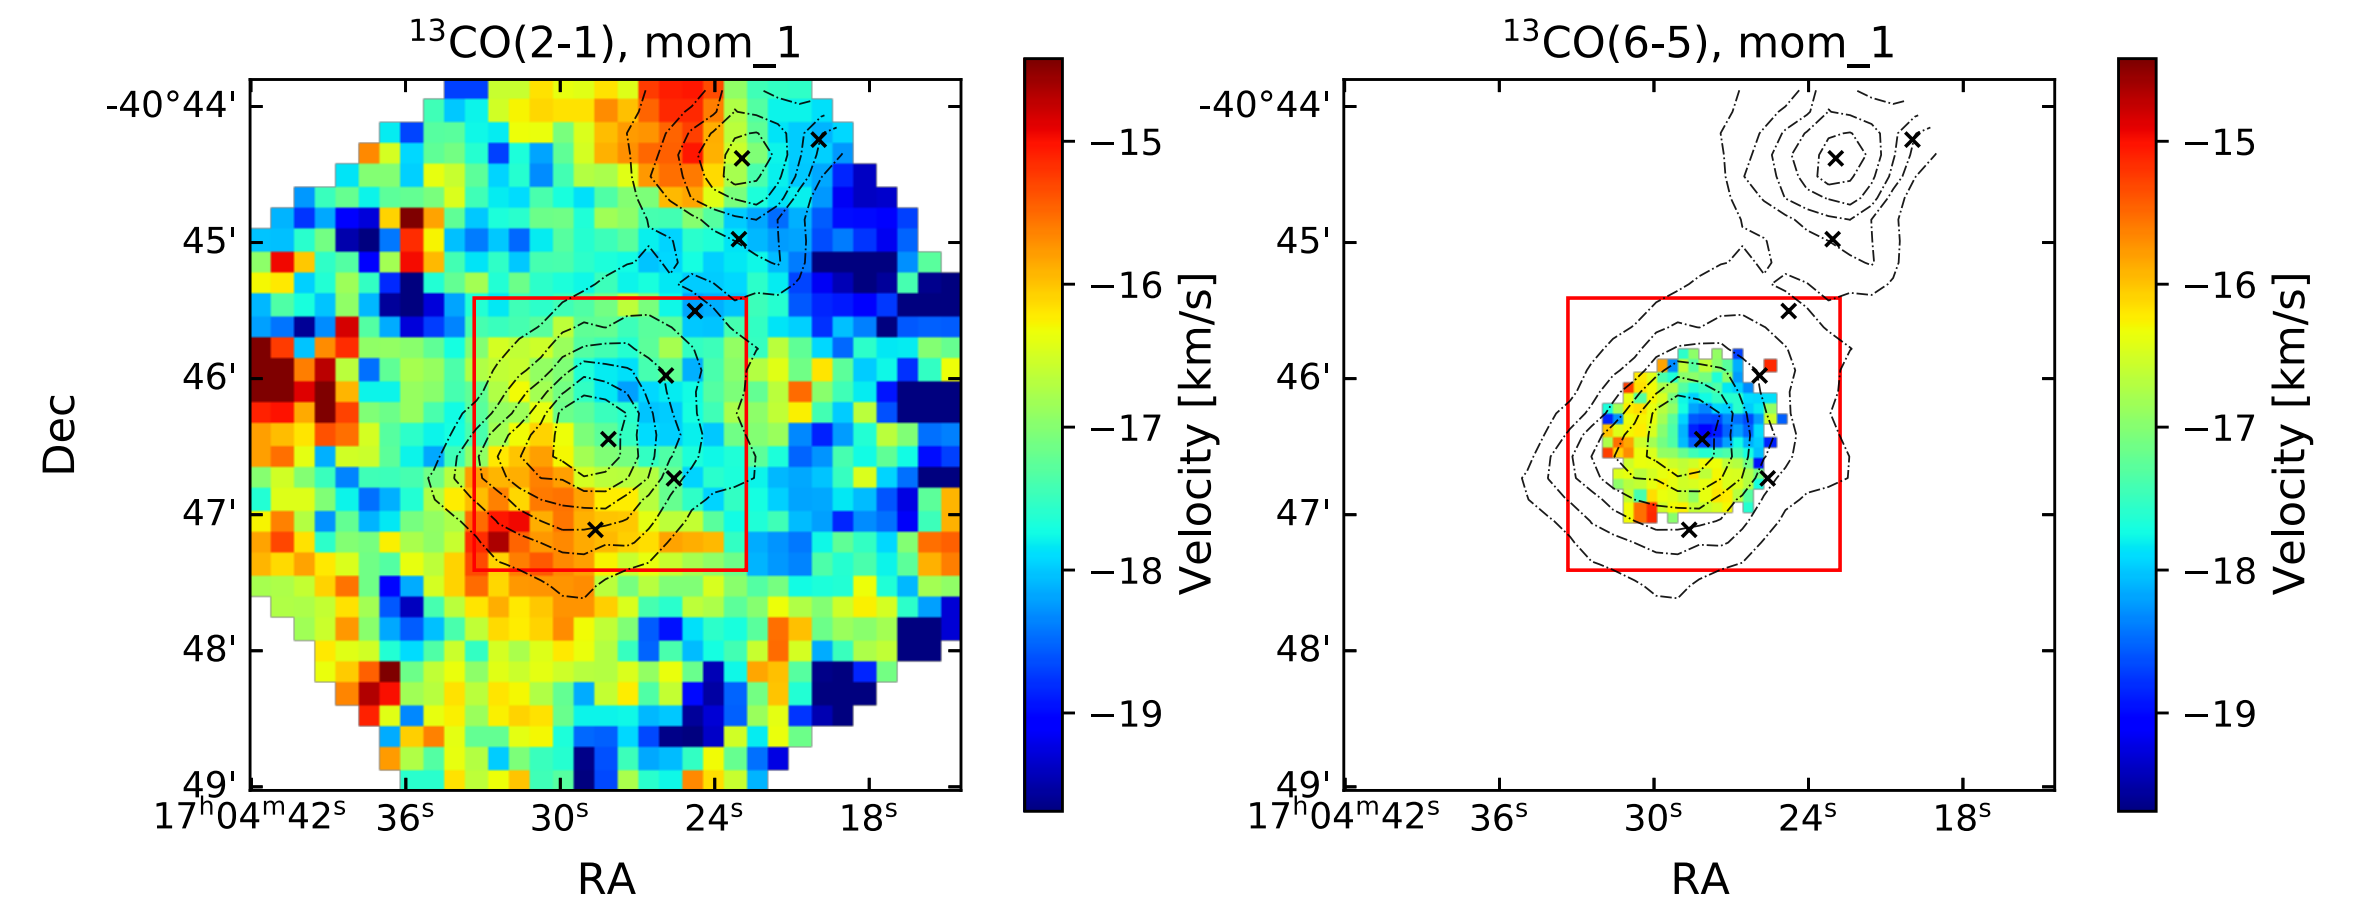 ¹³CO(2-1), mom_1
-40°44'
45'
46'
47'
48'
49'
Dec
17ʰ04ᵐ42ˢ 36ˢ 30ˢ 24ˢ 18ˢ
RA
−15
−16
−17
−18
−19
Velocity [km/s]
¹³CO(6-5), mom_1
-40°44'
45'
46'
47'
48'
49'
17ʰ04ᵐ42ˢ 36ˢ 30ˢ 24ˢ 18ˢ
RA
−15
−16
−17
−18
−19
Velocity [km/s]